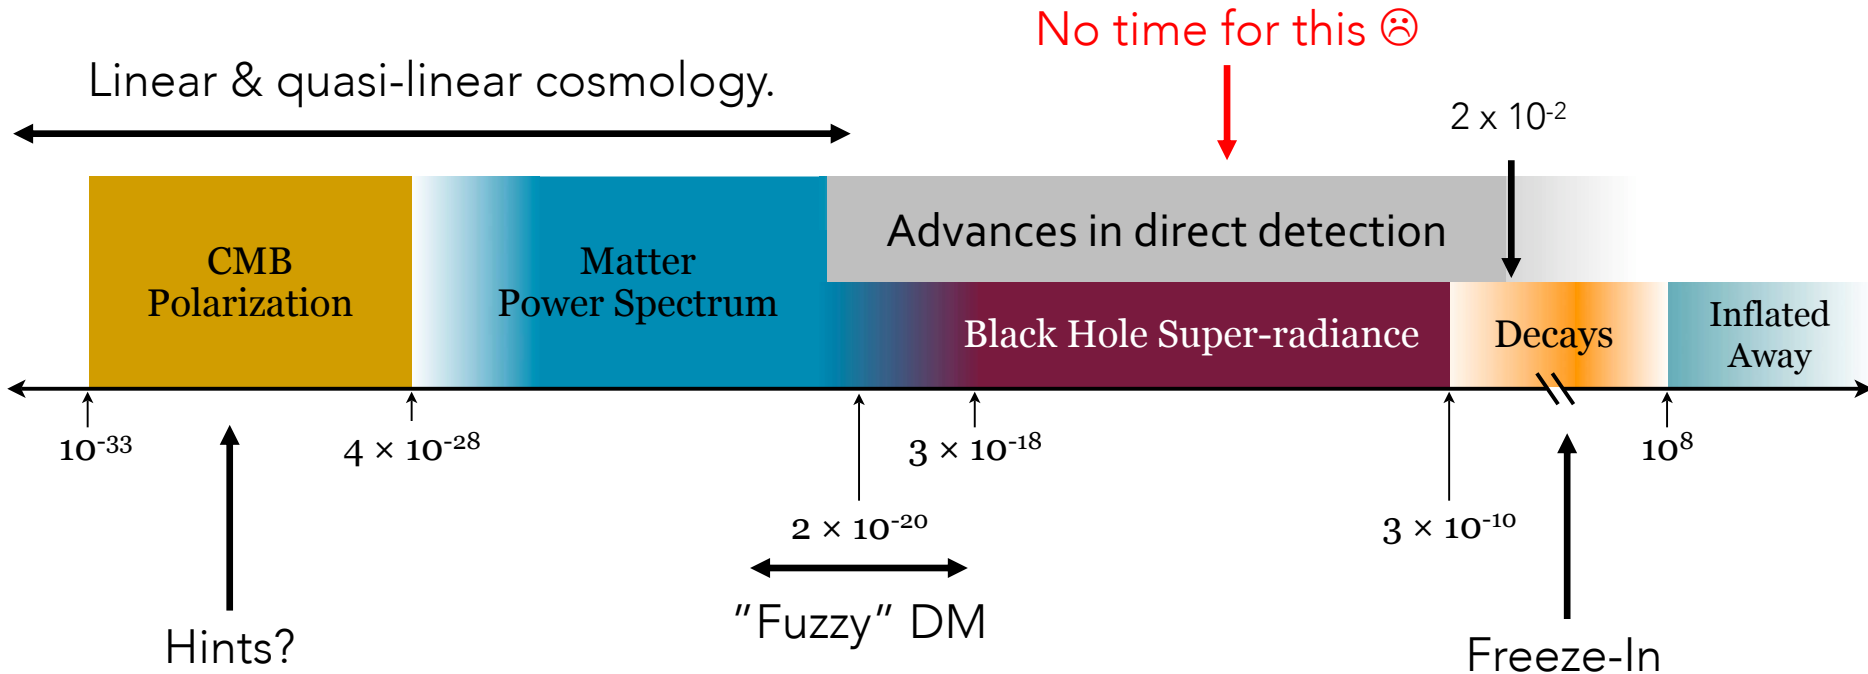 No time for this ☹
Linear & quasi-linear cosmology.
2 x 10⁻²
Advances in direct detection
CMB
Polarization
Matter
Power Spectrum
Black Hole Super-radiance
Decays
Inflated
Away
10⁻³³
4 × 10⁻²⁸
3 × 10⁻¹⁸
10⁸
2 × 10⁻²⁰
3 × 10⁻¹⁰
"Fuzzy" DM
Hints?
Freeze-In